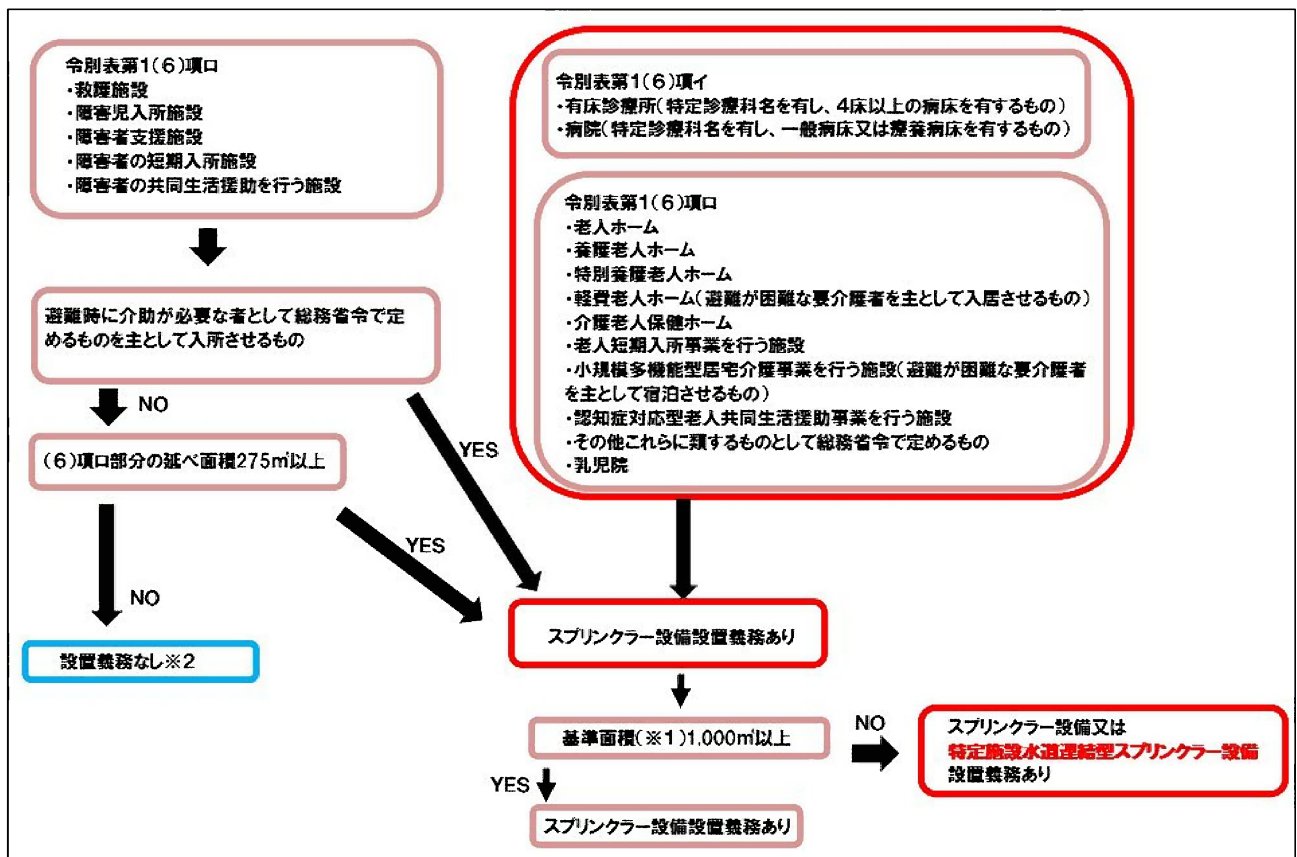 令別表第1(6)項ロ
・救護施設
・障害児入所施設
・障害者支援施設
・障害者の短期入所施設
・障害者の共同生活援助を行う施設
避難時に介助が必要な者として総務省令で定
めるものを主として入所させるもの
NO
YES
(6)項ロ部分の延べ面積275㎡以上
YES
NO
設置義務なし※2
令別表第1(6)項イ
・有床診療所(特定診療科名を有し、4床以上の病床を有するもの)
・病院(特定診療科名を有し、一般病床又は療養病床を有するもの)
令別表第1(6)項ロ
・老人ホーム
・養護老人ホーム
・特別養護老人ホーム
・軽費老人ホーム(避難が困難な要介護者を主として入居させるもの)
・介護老人保健ホーム
・老人短期入所事業を行う施設
・小規模多機能型居宅介護事業を行う施設(避難が困難な要介護者
を主として宿泊させるもの)
・認知症対応型老人共同生活援助事業を行う施設
・その他これらに類するものとして総務省令で定めるもの
・乳児院
スプリンクラー設備設置義務あり
基準面積(※1)1,000㎡以上
NO
スプリンクラー設備又は
特定施設水道連結型スプリンクラー設備
設置義務あり
YES
スプリンクラー設備設置義務あり